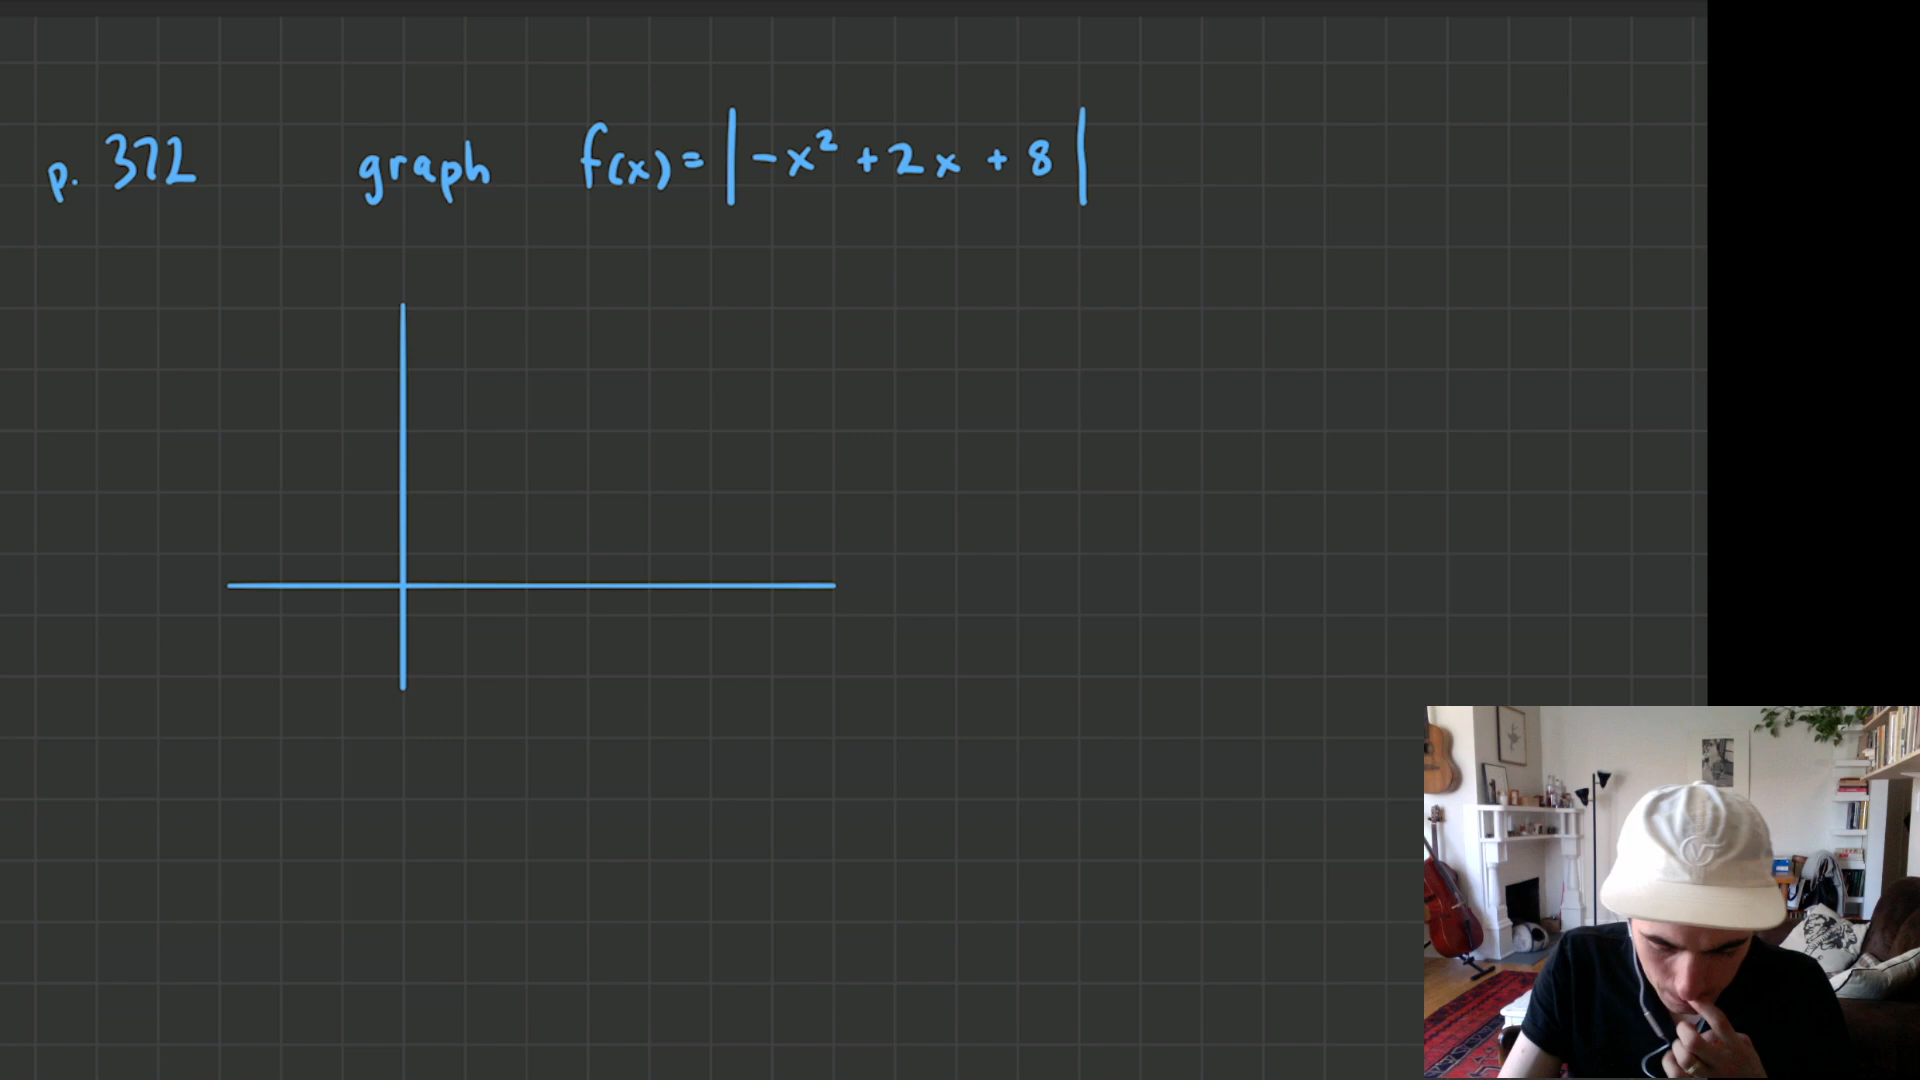 p. 372 graph f(x) = | -x² + 2x + 8 |